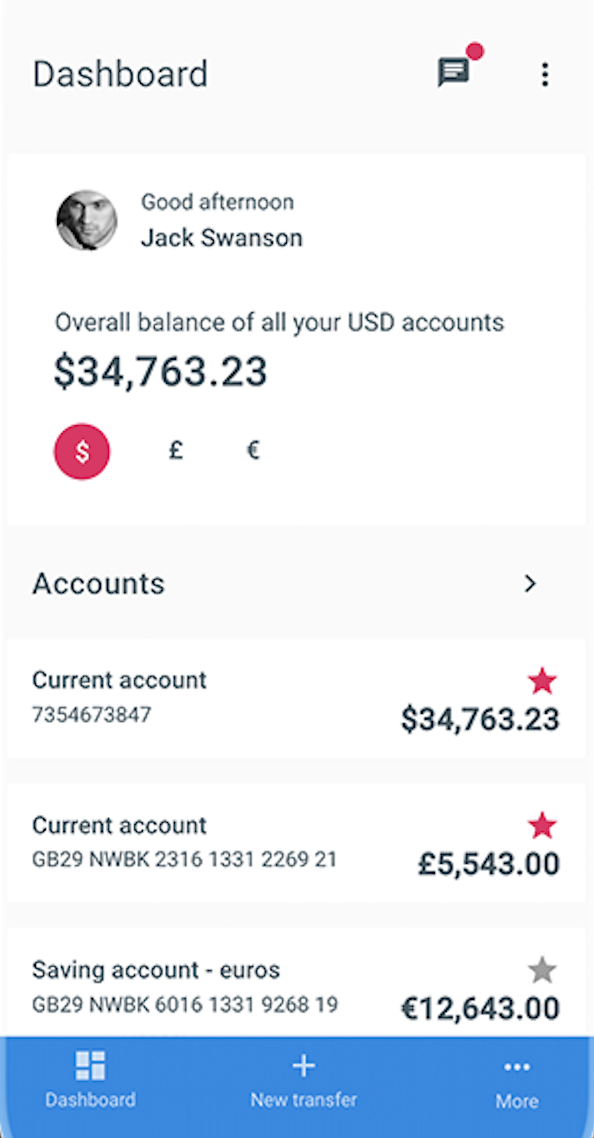 Dashboard
Good afternoon
Jack Swanson
Overall balance of all your USD accounts
$34,763.23
$ £ €
Accounts
Current account
7354673847
$34,763.23
Current account
GB29 NWBK 2316 1331 2269 21
£5,543.00
Saving account - euros
GB29 NWBK 6016 1331 9268 19
€12,643.00
Dashboard
New transfer
More